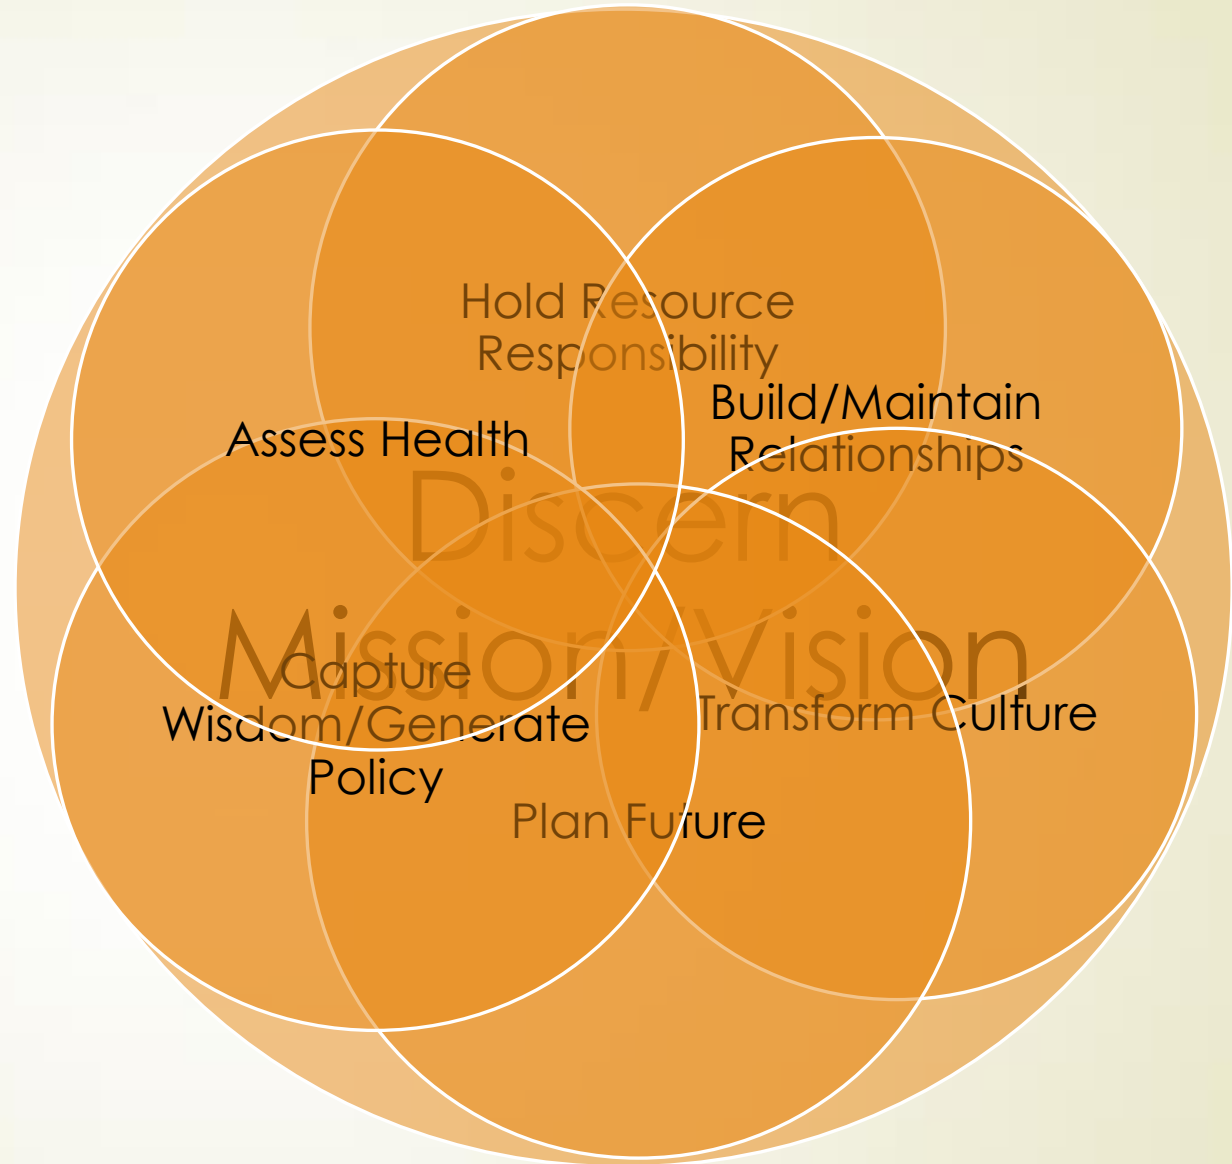 Hold Resource
Responsibility
Build/Maintain
Relationships
Assess Health
Discern
Mission/Vision
Capture
Wisdom/Generate
Policy
Transform Culture
Plan Future